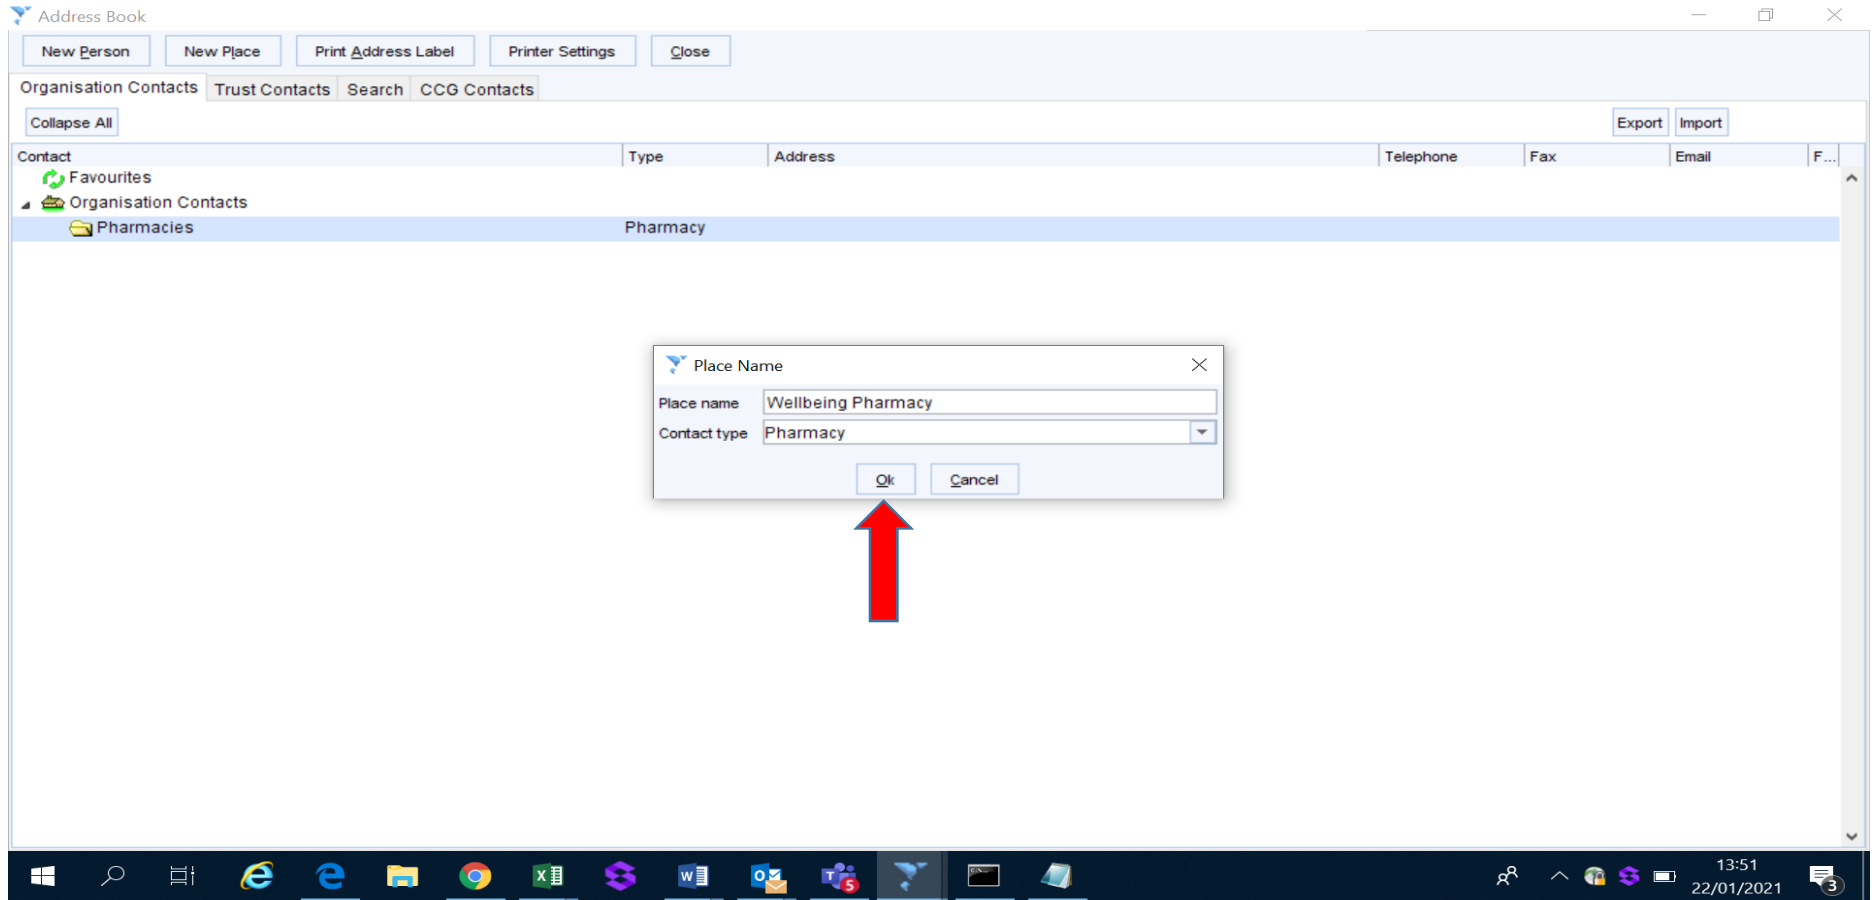 Address Book
New Person New Place Print Address Label Printer Settings Close
Organisation Contacts Trust Contacts Search CCG Contacts
Collapse All Export Import
Contact Type Address Telephone Fax Email F...
Favourites
Organisation Contacts
Pharmacies Pharmacy
Place Name
Place name Wellbeing Pharmacy
Contact type Pharmacy
Ok Cancel
13:51
22/01/2021
5
3